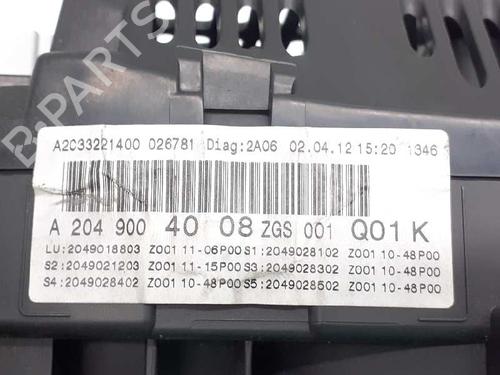 B-PARTS
A2C33221400 026781 Diag:2A06 02.04.12 15:20 1346
A 204 900 40 08 ZGS 001 Q01 K
LU:2049018803 Z001 11-06P00 S1:2049028102 Z001 10-48P00
S2:2049021203 Z001 11-15P00 S3:2049028302 Z001 10-48P00
S4:2049028402 Z001 10-48P00 S5:2049028502 Z001 10-48P00